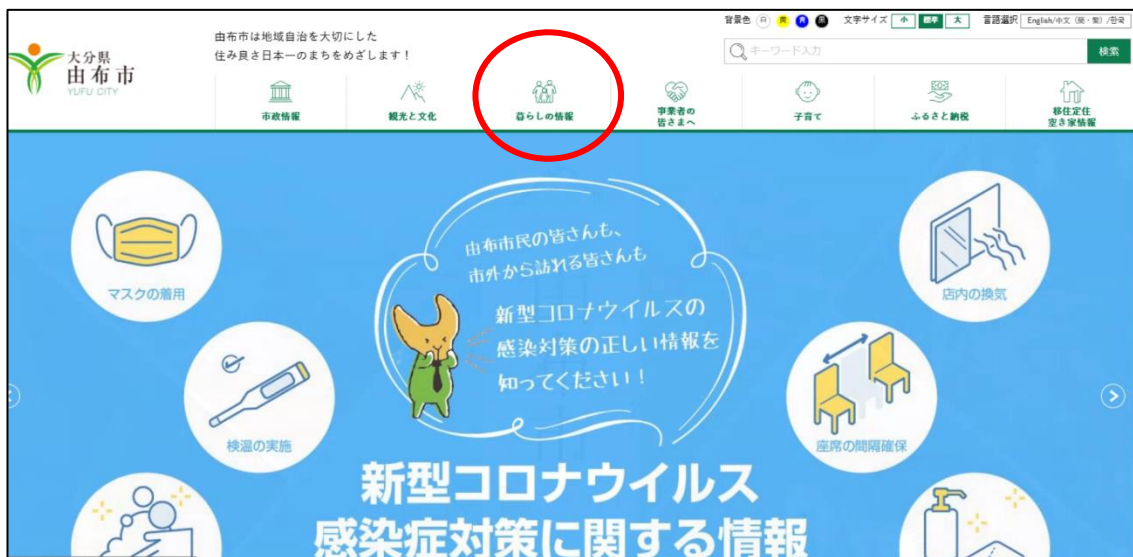 背景色 白 黄 青 黒 文字サイズ 小 標準 大 言語選択 English/中文（簡・繁）/한국
大分県
由布市
YUFU CITY
由布市は地域自治を大切にした
住み良さ日本一のまちをめざします！
キーワード入力
検索
市政情報
観光と文化
暮らしの情報
事業者の
皆さまへ
子育て
ふるさと納税
移住定住
空き家情報
マスクの着用
由布市民の皆さんも、
市外から訪れる皆さんも
新型コロナウイルスの
感染対策の正しい情報を
知ってください！
店内の換気
検温の実施
座席の間隔確保
新型コロナウイルス
感染症対策に関する情報